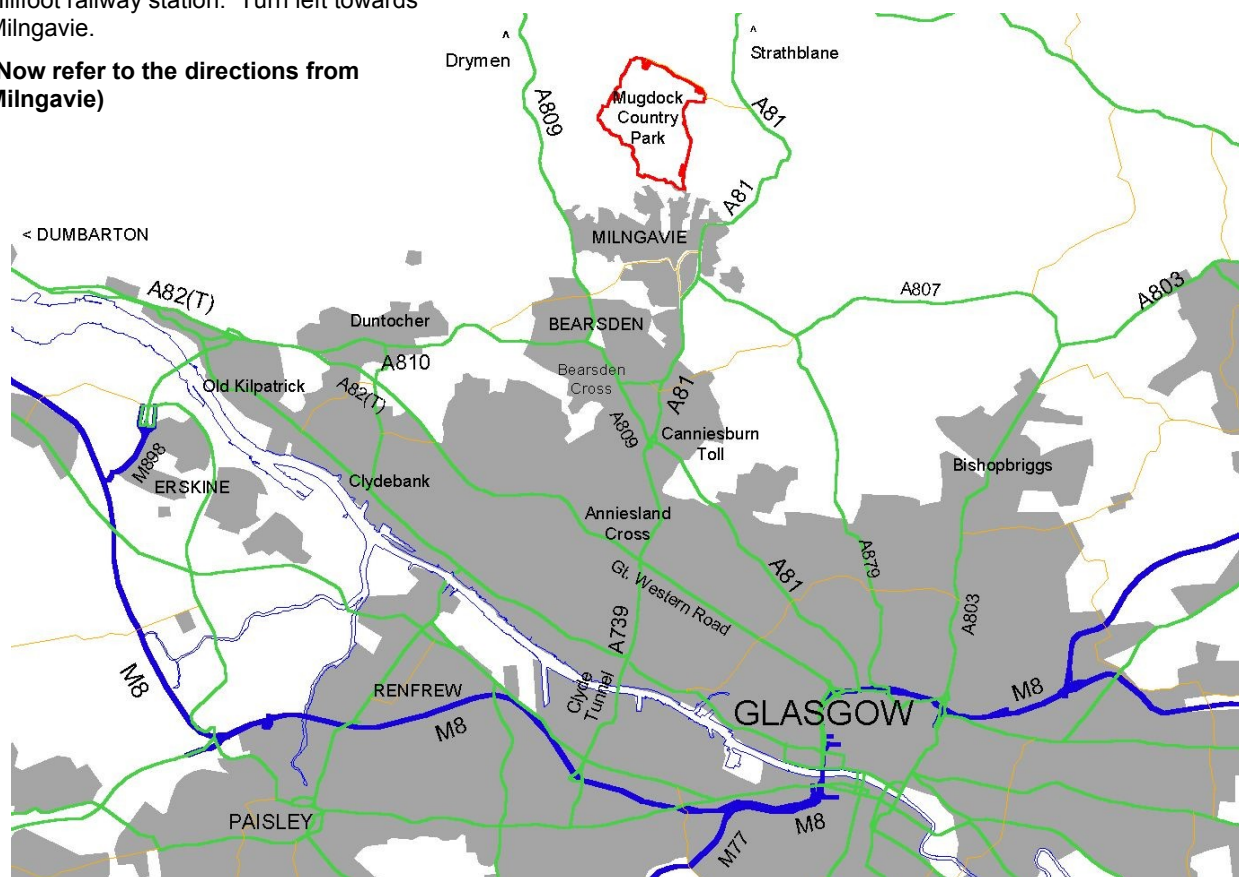 Hillfoot railway station. Turn left towards
Milngavie.
(Now refer to the directions from
Milngavie)
^
Drymen
^
Strathblane
A809
Mugdock
Country
Park
A81
A81
< DUMBARTON
MILNGAVIE
A82(T)
A807
A803
Duntocher
BEARSDEN
A810
Bearsden
Cross
Old Kilpatrick
A82(T)
A81
A809
Canniesburn
Toll
M898
ERSKINE
Clydebank
Bishopbriggs
Anniesland
Cross
Gt. Western Road
A81
A879
A803
A739
M8
RENFREW
Clyde
Tunnel
M8
GLASGOW
M8
PAISLEY
M77
M8